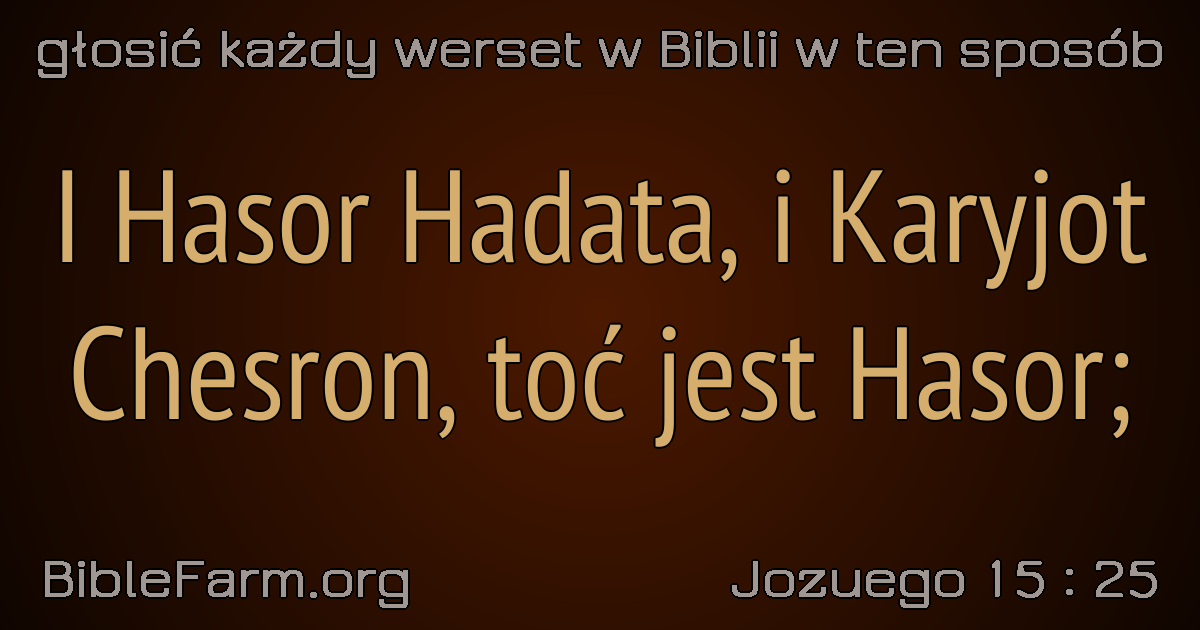 głosić każdy werset w Biblii w ten sposób
I Hasor Hadata, i Karyjot
Chesron, toć jest Hasor;
BibleFarm.org
Jozuego 15 : 25